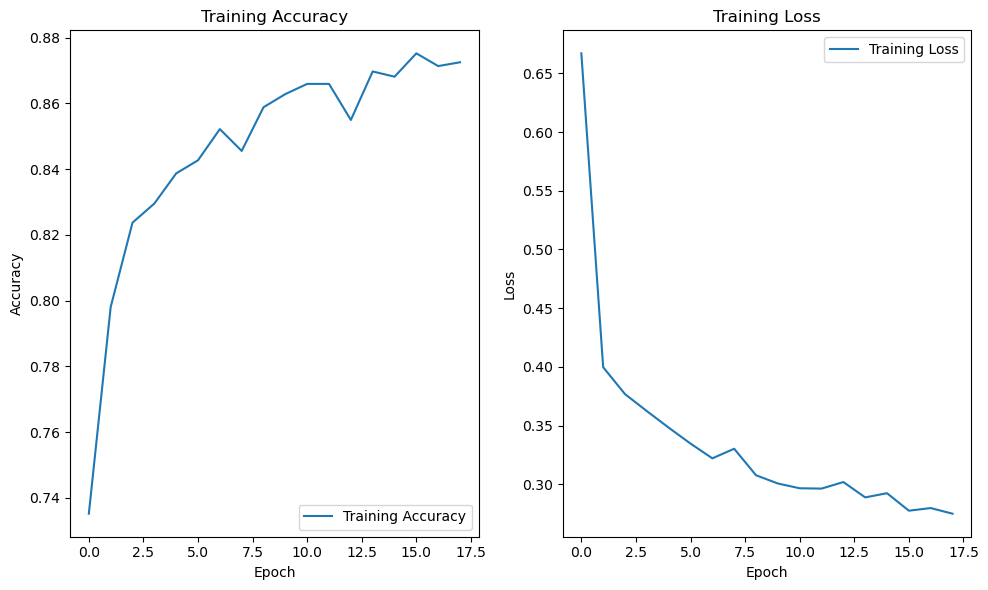 Training Accuracy
0.88
0.86
0.84
0.82
0.80
0.78
0.76
0.74
Accuracy
Training Accuracy
0.0 2.5 5.0 7.5 10.0 12.5 15.0 17.5
Epoch
Training Loss
Training Loss
0.65
0.60
0.55
0.50
0.45
0.40
0.35
0.30
Loss
0.0 2.5 5.0 7.5 10.0 12.5 15.0 17.5
Epoch